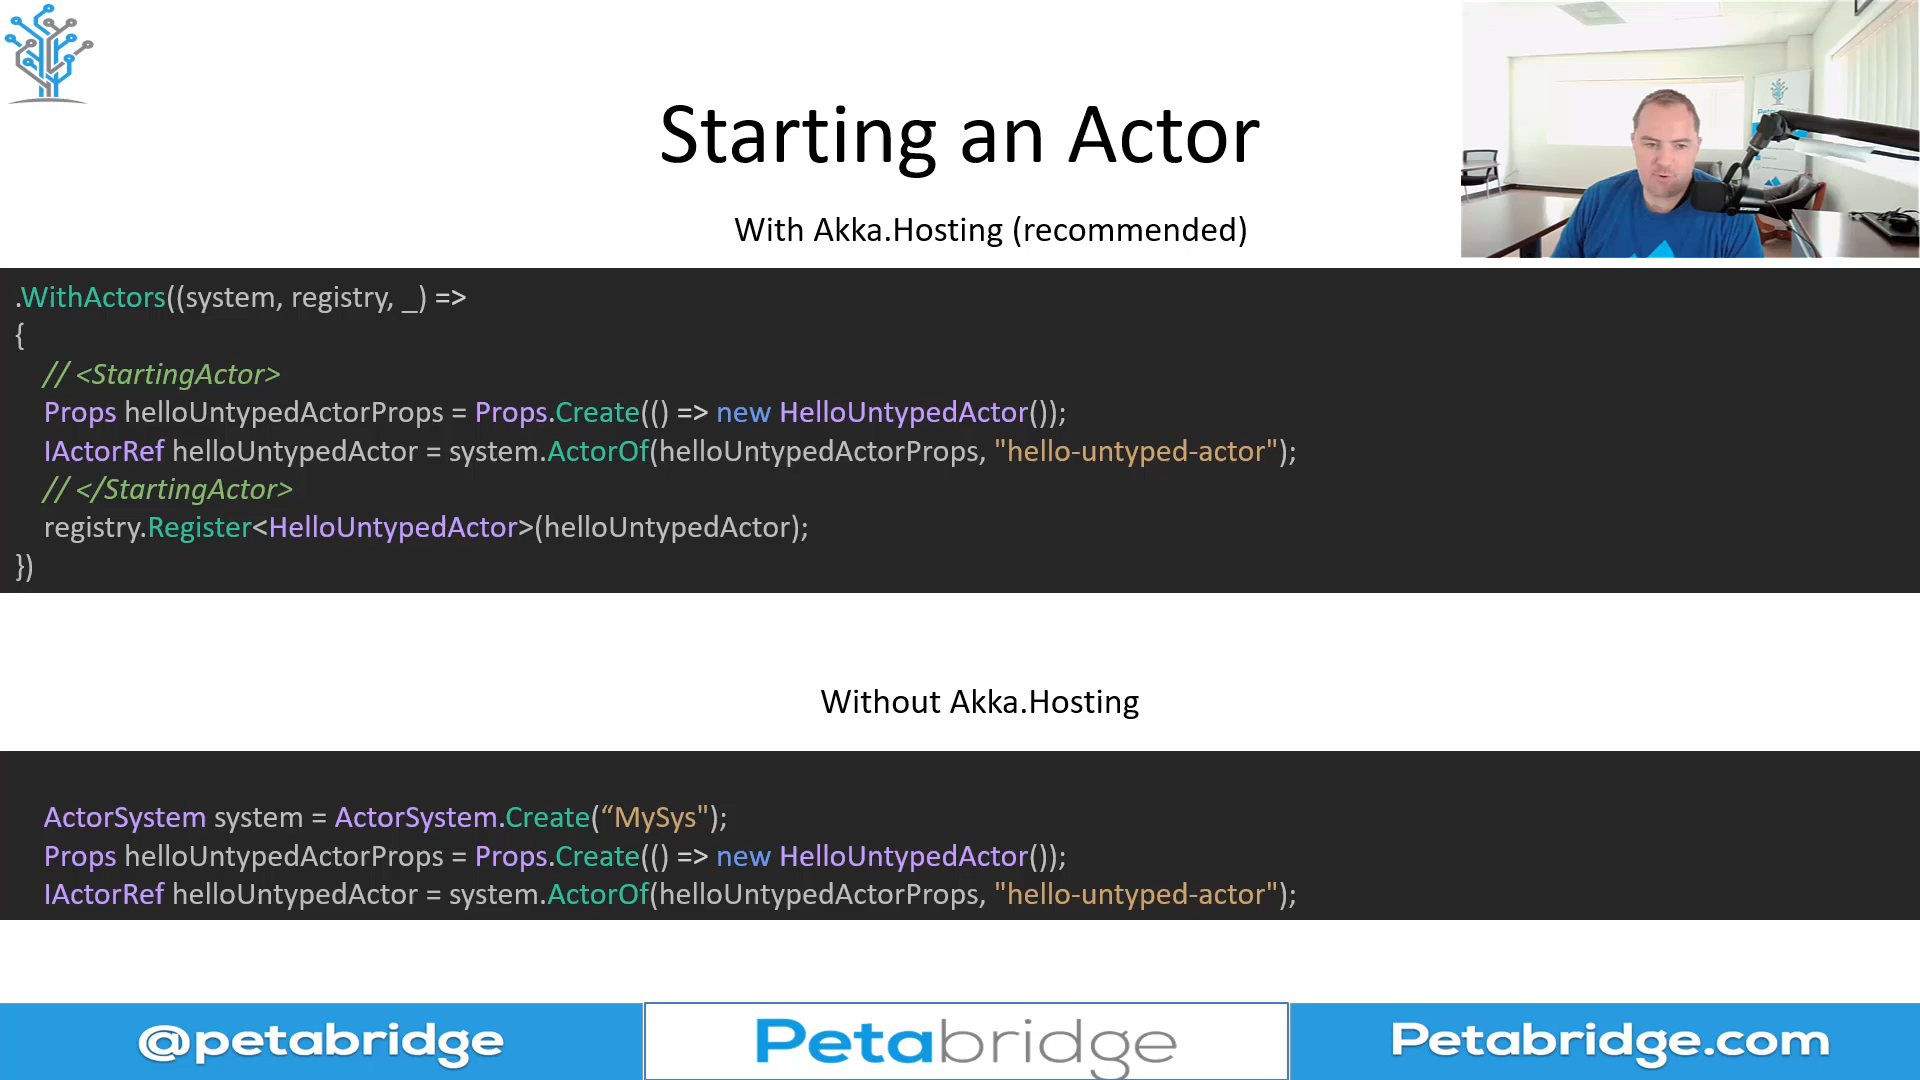 Starting an Actor
With Akka.Hosting (recommended)
.WithActors((system, registry, _) =>
{
// <StartingActor>
Props helloUntypedActorProps = Props.Create(() => new HelloUntypedActor());
IActorRef helloUntypedActor = system.ActorOf(helloUntypedActorProps, "hello-untyped-actor");
// </StartingActor>
registry.Register<HelloUntypedActor>(helloUntypedActor);
})
Without Akka.Hosting
ActorSystem system = ActorSystem.Create(“MySys");
Props helloUntypedActorProps = Props.Create(() => new HelloUntypedActor());
IActorRef helloUntypedActor = system.ActorOf(helloUntypedActorProps, "hello-untyped-actor");
@petabridge
Petabridge
Petabridge.com